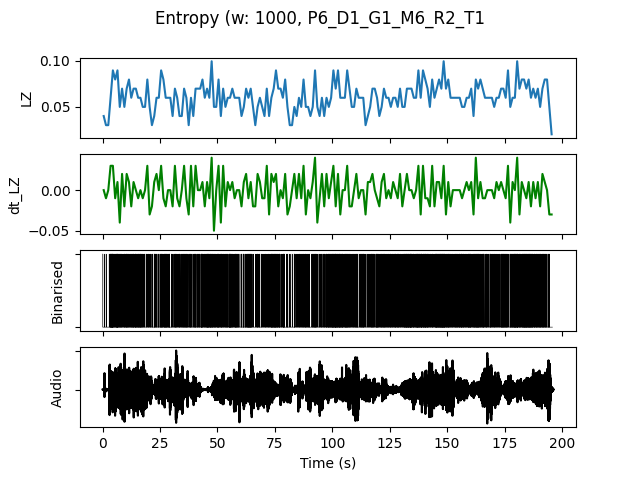 Entropy (w: 1000, P6_D1_G1_M6_R2_T1
LZ
0.10
0.05
dt_LZ
0.00
−0.05
Binarised
Audio
0 25 50 75 100 125 150 175 200
Time (s)